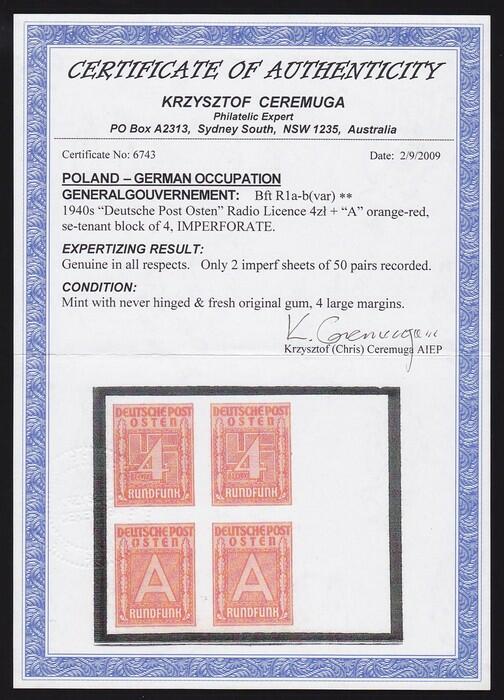 CERTIFICATE OF AUTHENTICITY
KRZYSZTOF CEREMUGA
Philatelic Expert
PO Box A2313, Sydney South, NSW 1235, Australia
Certificate No: 6743 Date: 2/9/2009
POLAND – GERMAN OCCUPATION
GENERALGOUVERNEMENT: Bft R1a-b(var) **
1940s “Deutsche Post Osten” Radio Licence 4zł + “A” orange-red,
se-tenant block of 4, IMPERFORATE.
EXPERTIZING RESULT:
Genuine in all respects. Only 2 imperf sheets of 50 pairs recorded.
CONDITION:
Mint with never hinged & fresh original gum, 4 large margins.
K. Ceremuga
Krzysztof (Chris) Ceremuga AIEP
DEUTSCHE POST DEUTSCHE POST
OSTEN OSTEN
4 4
RUNDFUNK RUNDFUNK
DEUTSCHE POST DEUTSCHE POST
OSTEN OSTEN
A A
RUNDFUNK RUNDFUNK